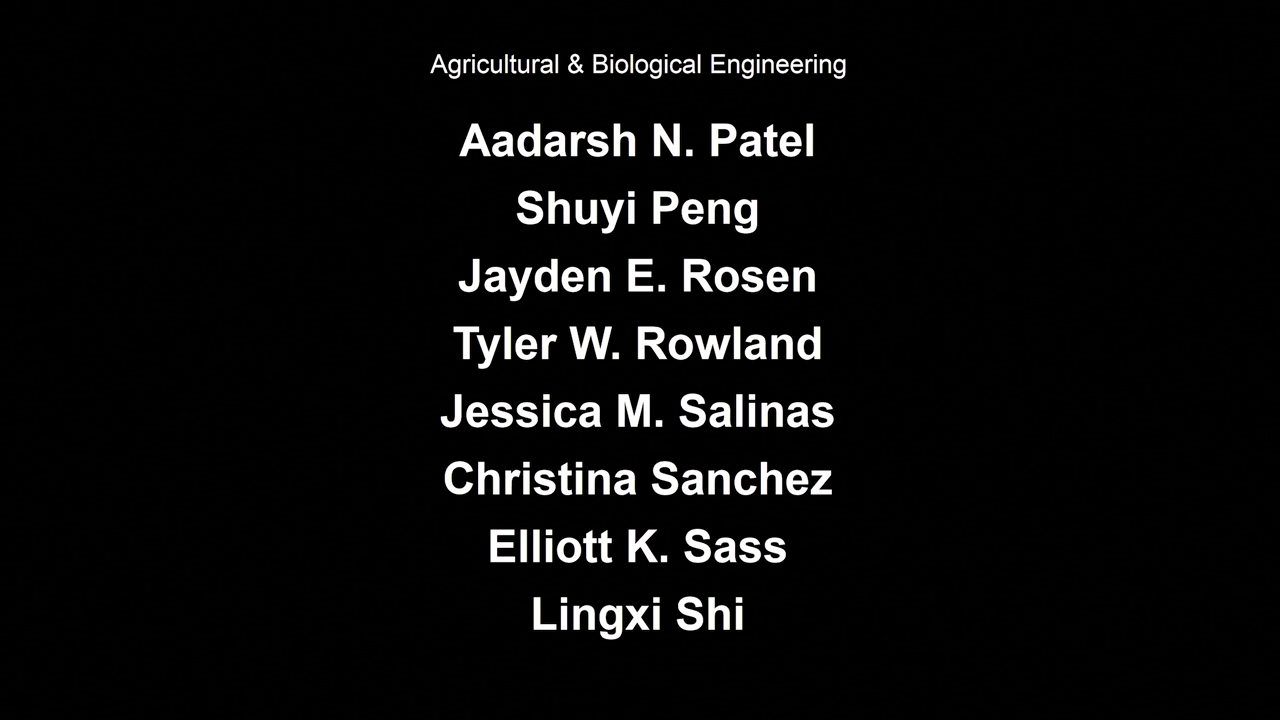 Agricultural & Biological Engineering
Aadarsh N. Patel
Shuyi Peng
Jayden E. Rosen
Tyler W. Rowland
Jessica M. Salinas
Christina Sanchez
Elliott K. Sass
Lingxi Shi